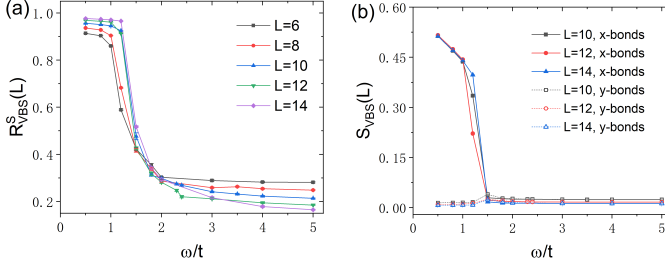 (a)
1.0
0.8
0.6
0.4
0.2
R^S_VBS(L)
L=6
L=8
L=10
L=12
L=14
0 1 2 3 4 5
ω/t
(b)
0.60
0.45
0.30
0.15
0.00
S_VBS(L)
L=10, x-bonds
L=12, x-bonds
L=14, x-bonds
L=10, y-bonds
L=12, y-bonds
L=14, y-bonds
0 1 2 3 4 5
ω/t